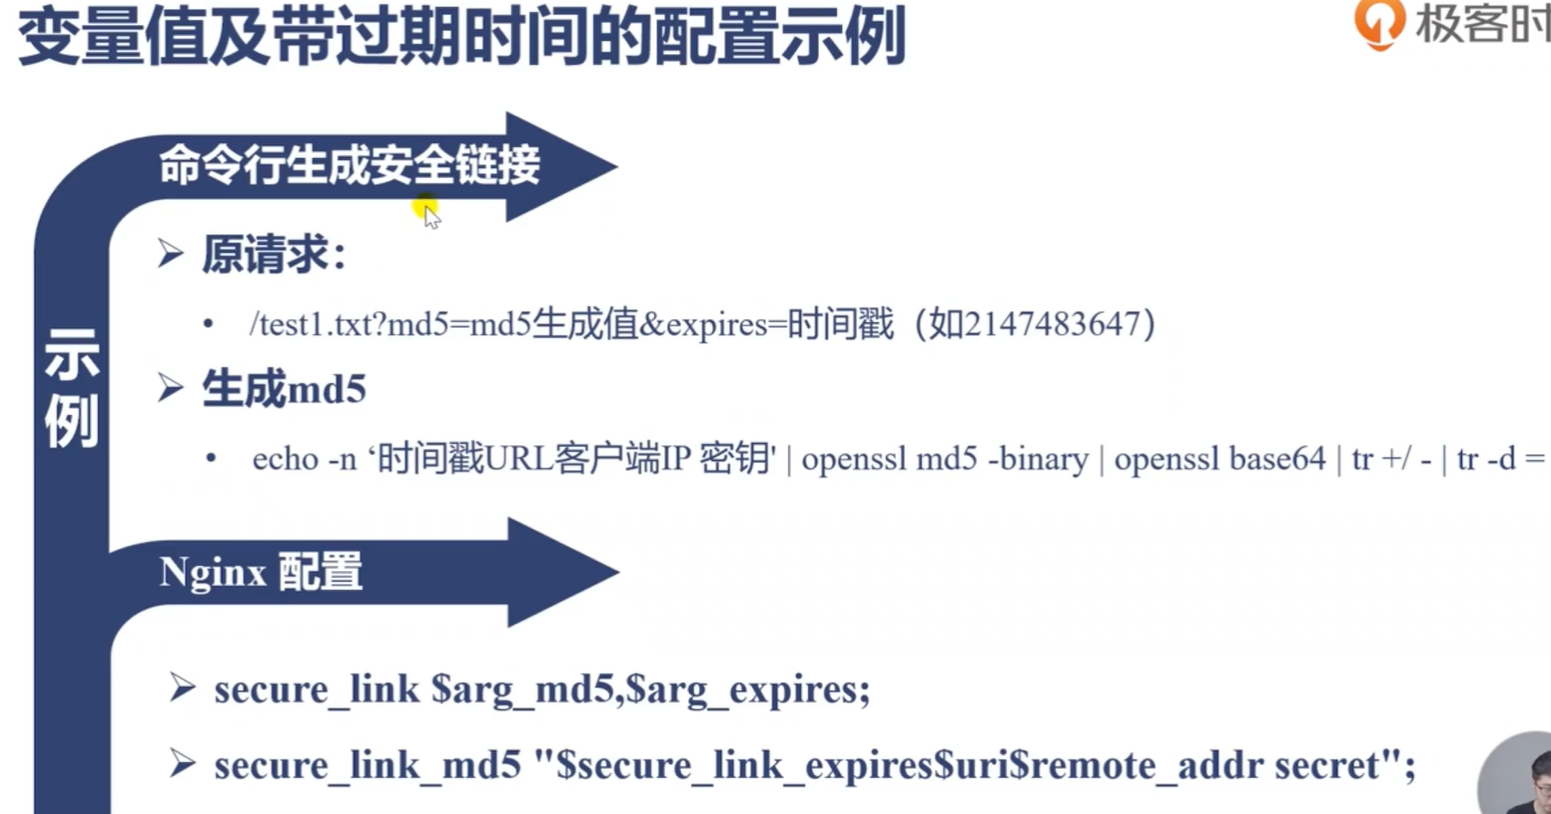 变量值及带过期时间的配置示例
极客时
命令行生成安全链接
原请求：
/test1.txt?md5=md5生成值&expires=时间戳（如2147483647）
生成md5
echo -n ‘时间戳URL客户端IP 密钥' | openssl md5 -binary | openssl base64 | tr +/ - | tr -d =
示例
Nginx 配置
secure_link $arg_md5,$arg_expires;
secure_link_md5 "$secure_link_expires$uri$remote_addr secret";